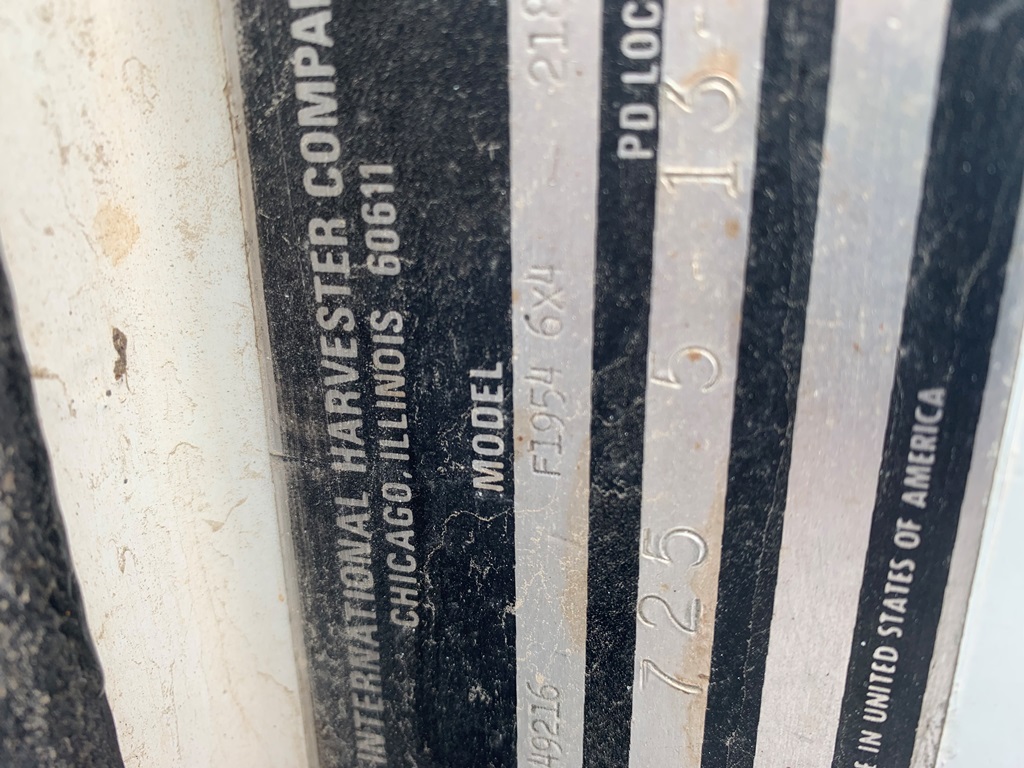 INTERNATIONAL HARVESTER COMPA
CHICAGO, ILLINOIS 60611
MODEL
49216 F1954 6X4 - 218
PD LOC
725 5 13
E IN UNITED STATES OF AMERICA